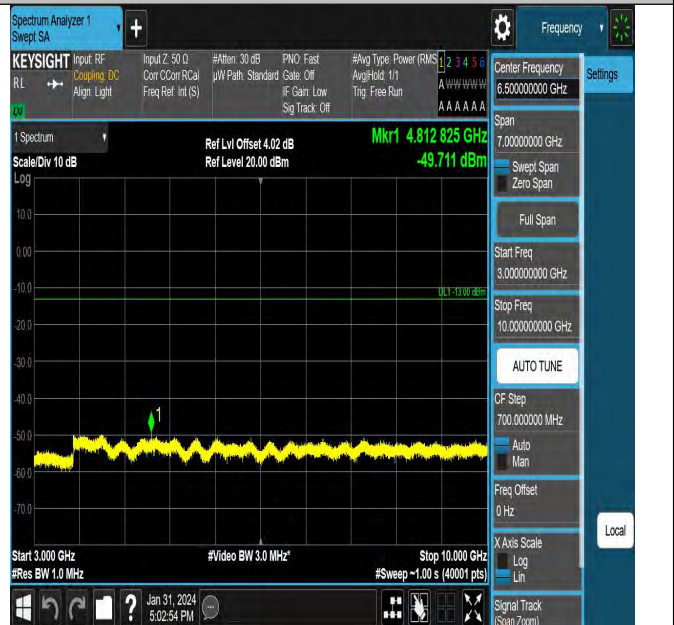 Spectrum Analyzer 1
Swept SA
+
Frequency
KEYSIGHT
RL
Input: RF
Coupling: DC
Align: Light
Input Z: 50 Ω
Corr CCorr RCal
Freq Ref: Int (S)
#Atten: 30 dB
µW Path: Standard
PNO: Fast
Gate: Off
IF Gain: Low
Sig Track: Off
#Avg Type: Power (RMS
Avg|Hold: 1/1
Trig: Free Run
1 2 3 4 5 6
A W W W W W
A A A A A A
1 Spectrum
Scale/Div 10 dB
Log
Ref Lvl Offset 4.02 dB
Ref Level 20.00 dBm
Mkr1 4.812 825 GHz
-49.711 dBm
10.0
0.00
-10.0
-20.0
-30.0
-40.0
-50.0
-60.0
-70.0
DL1 -13.00 dBm
1
Start 3.000 GHz
#Res BW 1.0 MHz
#Video BW 3.0 MHz*
Stop 10.000 GHz
#Sweep ~1.00 s (40001 pts)
Center Frequency
6.500000000 GHz
Settings
Span
7.00000000 GHz
Swept Span
Zero Span
Full Span
Start Freq
3.000000000 GHz
Stop Freq
10.000000000 GHz
AUTO TUNE
CF Step
700.000000 MHz
Auto
Man
Freq Offset
0 Hz
X Axis Scale
Log
Lin
Local
Signal Track
(Span Zoom)
?
Jan 31, 2024
5:02:54 PM